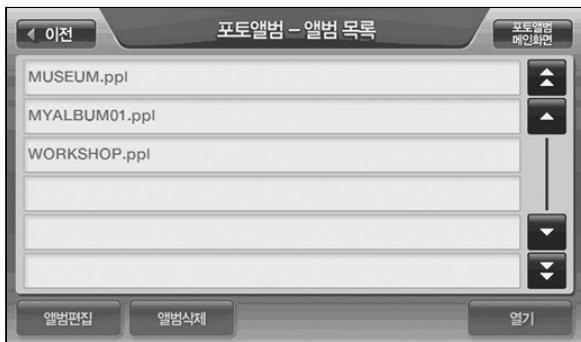 이전
포토앨범 – 앨범 목록
포토앨범
메인화면
MUSEUM.ppl
MYALBUM01.ppl
WORKSHOP.ppl
앨범편집
앨범삭제
열기